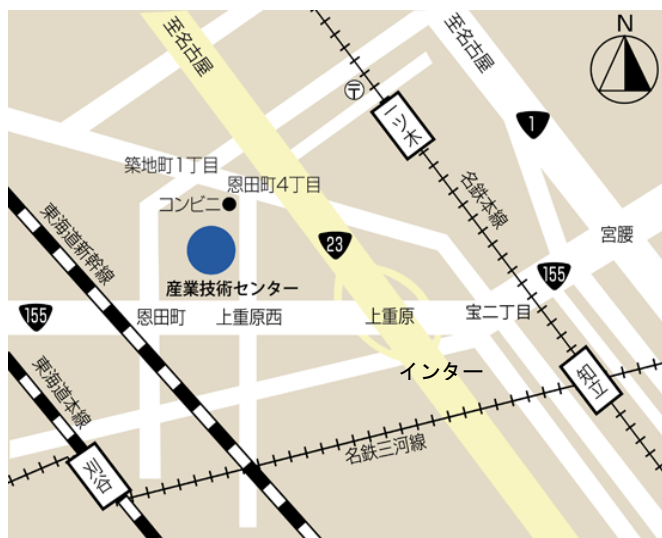 至名古屋
至名古屋
N
〒
一ツ木
1
築地町1丁目
恩田町4丁目
コンビニ
名鉄本線
東海道新幹線
23
宮腰
155
産業技術センター
155
恩田町
上重原西
上重原
宝二丁目
インター
知立
東海道本線
名鉄三河線
刈谷